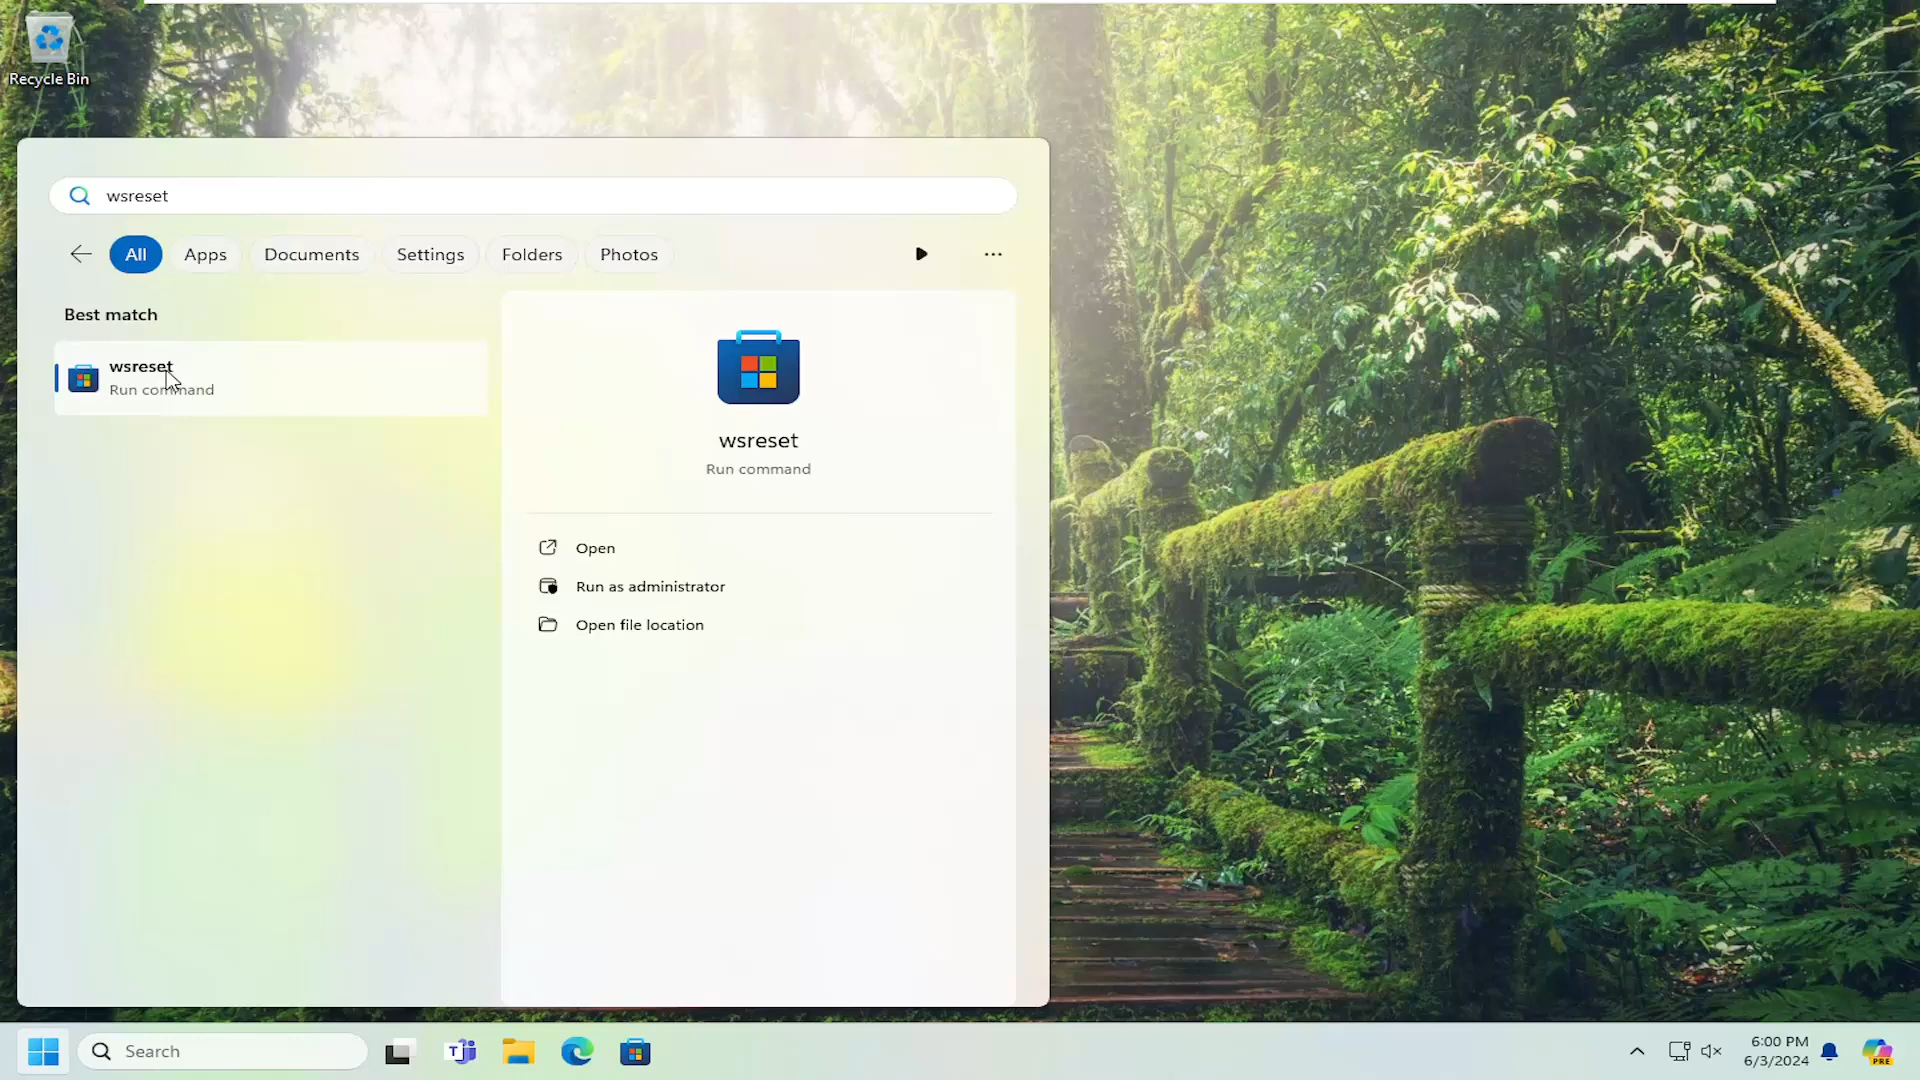 Recycle Bin
wsreset
All
Apps
Documents
Settings
Folders
Photos
Best match
wsreset
Run command
wsreset
Run command
Open
Run as administrator
Open file location
Search
T
6:00 PM
6/3/2024
PRE